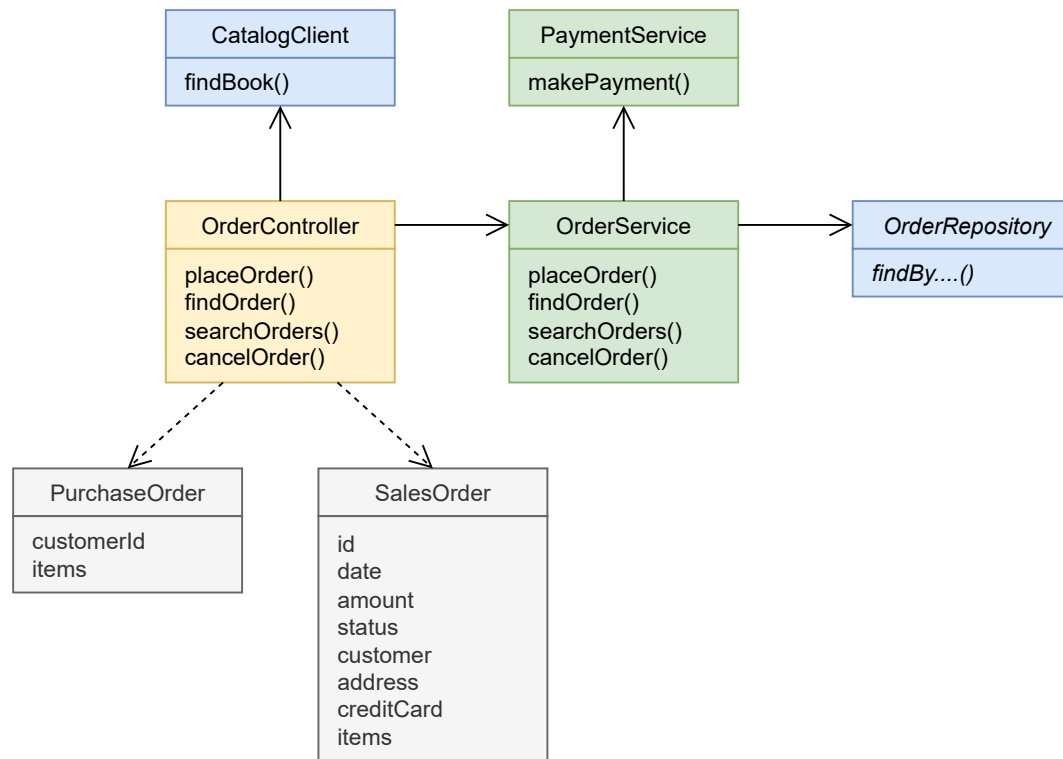 CatalogClient
findBook()
PaymentService
makePayment()
OrderController
placeOrder()
findOrder()
searchOrders()
cancelOrder()
OrderService
placeOrder()
findOrder()
searchOrders()
cancelOrder()
OrderRepository
findBy....()
PurchaseOrder
customerId
items
SalesOrder
id
date
amount
status
customer
address
creditCard
items